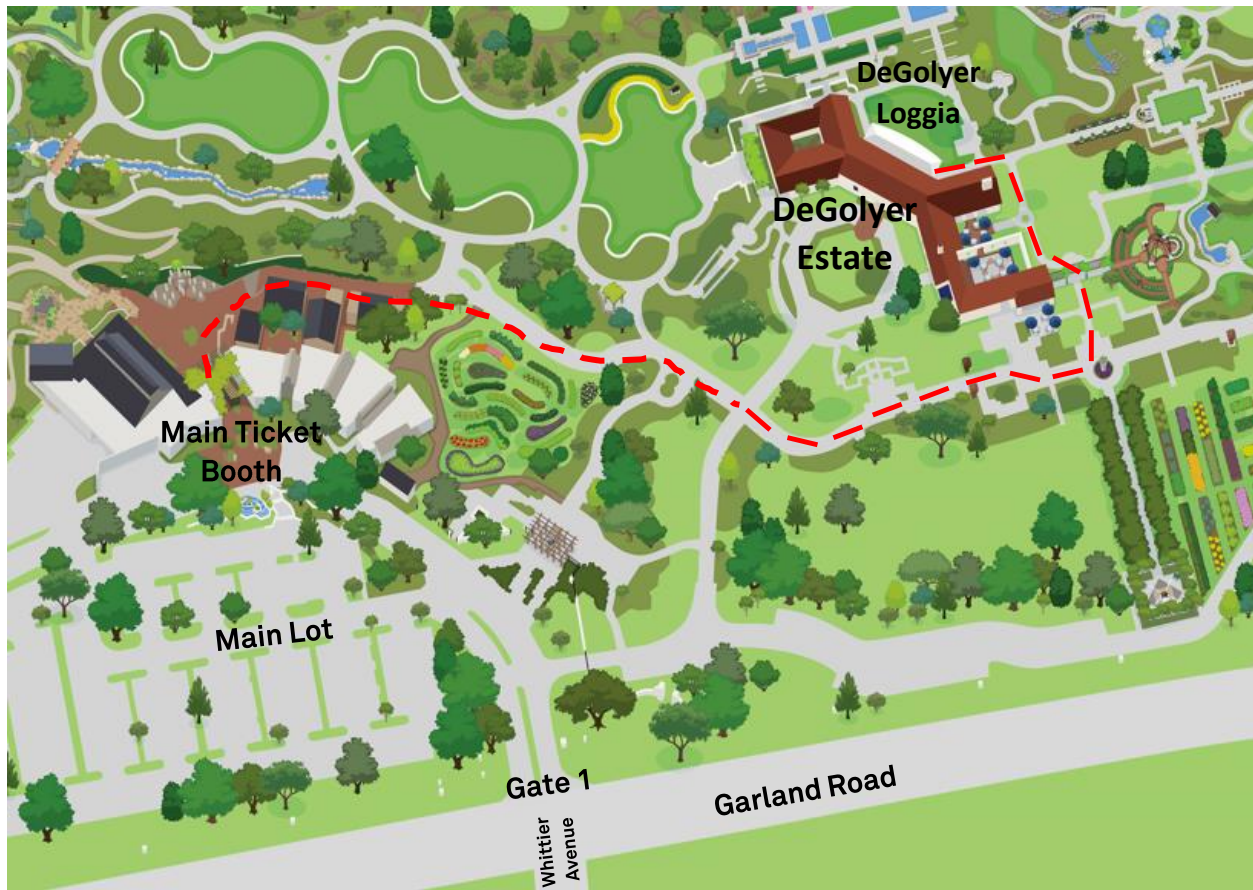 DeGolyer
Loggia
DeGolyer
Estate
Main Ticket
Booth
Main Lot
Gate 1
Garland Road
Whittier
Avenue